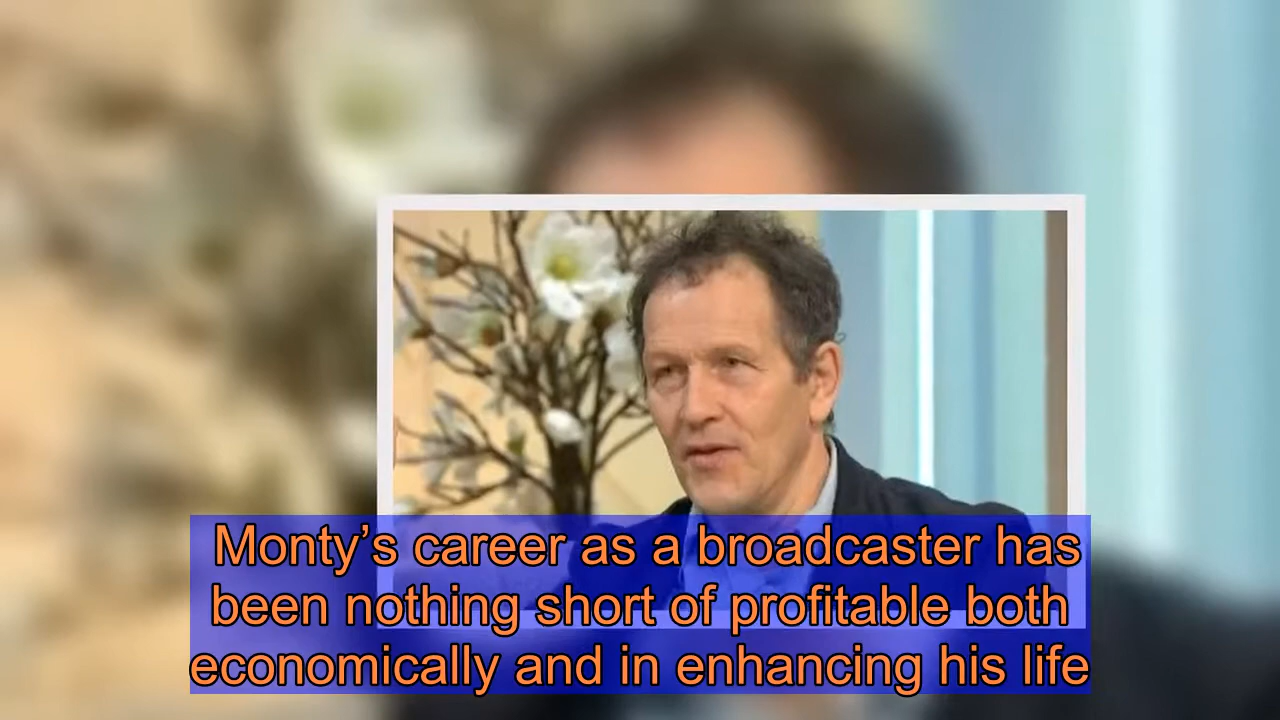 Monty’s career as a broadcaster has
been nothing short of profitable both
economically and in enhancing his life